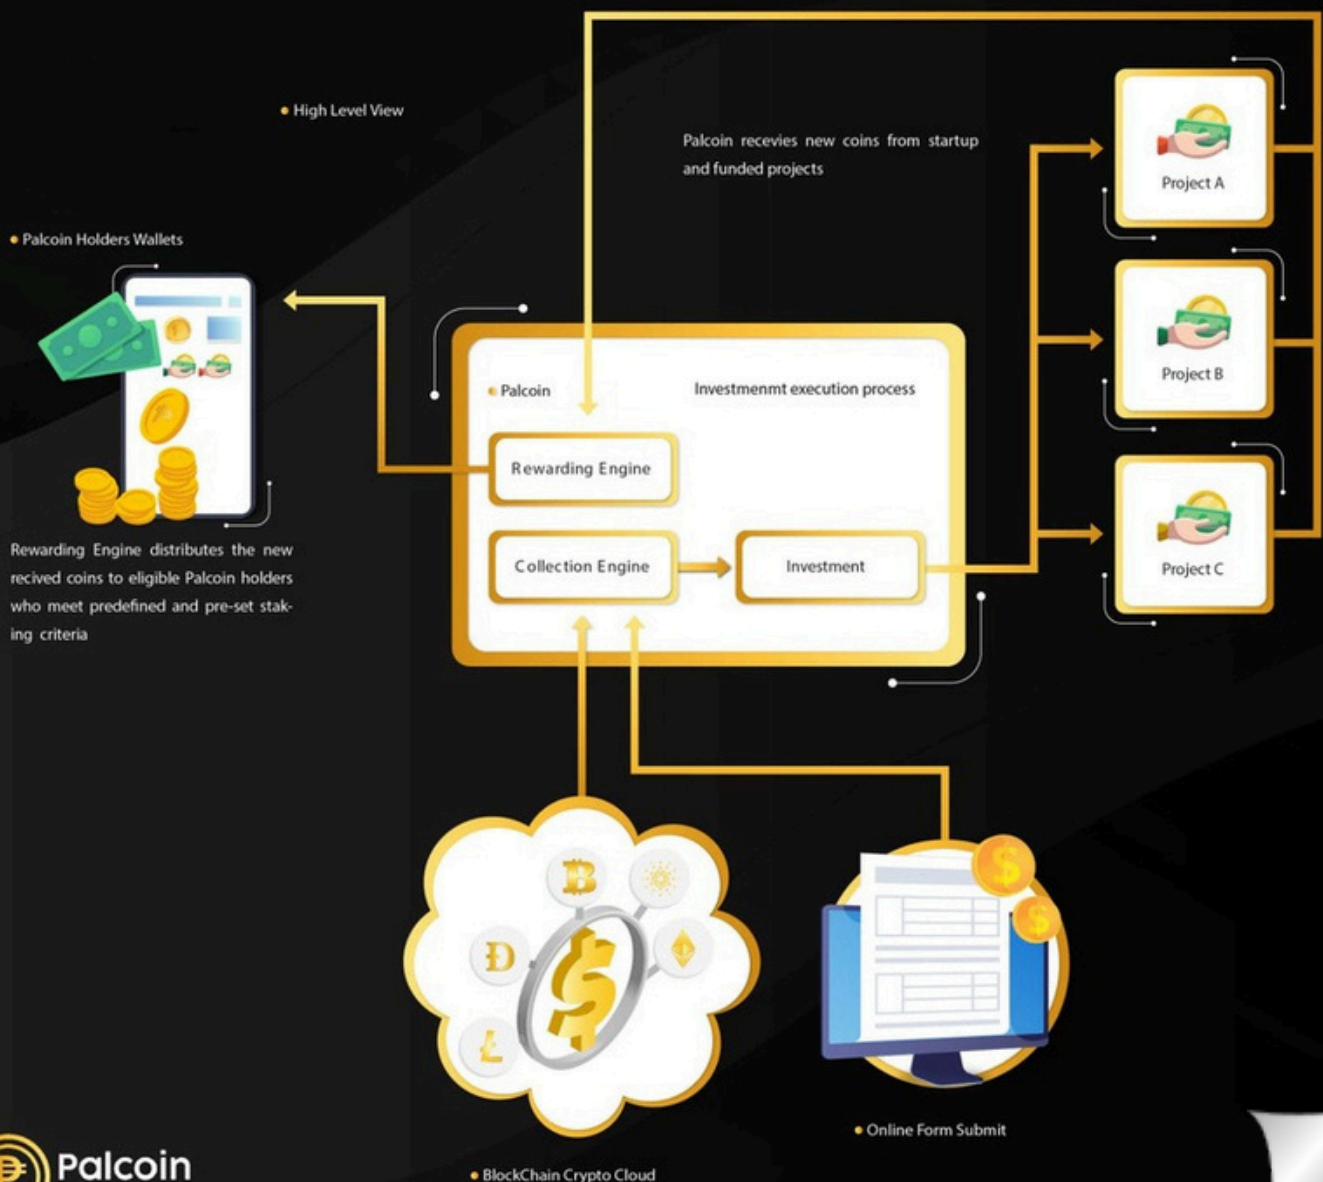 High Level View
Palcoin recevies new coins from startup
and funded projects
Project A
Palcoin Holders Wallets
Project B
Palcoin
Investmenmt execution process
Rewarding Engine
Collection Engine
Investment
Project C
Rewarding Engine distributes the new
recived coins to eligible Palcoin holders
who meet predefined and pre-set stak-
ing criteria
Online Form Submit
Palcoin
BlockChain Crypto Cloud